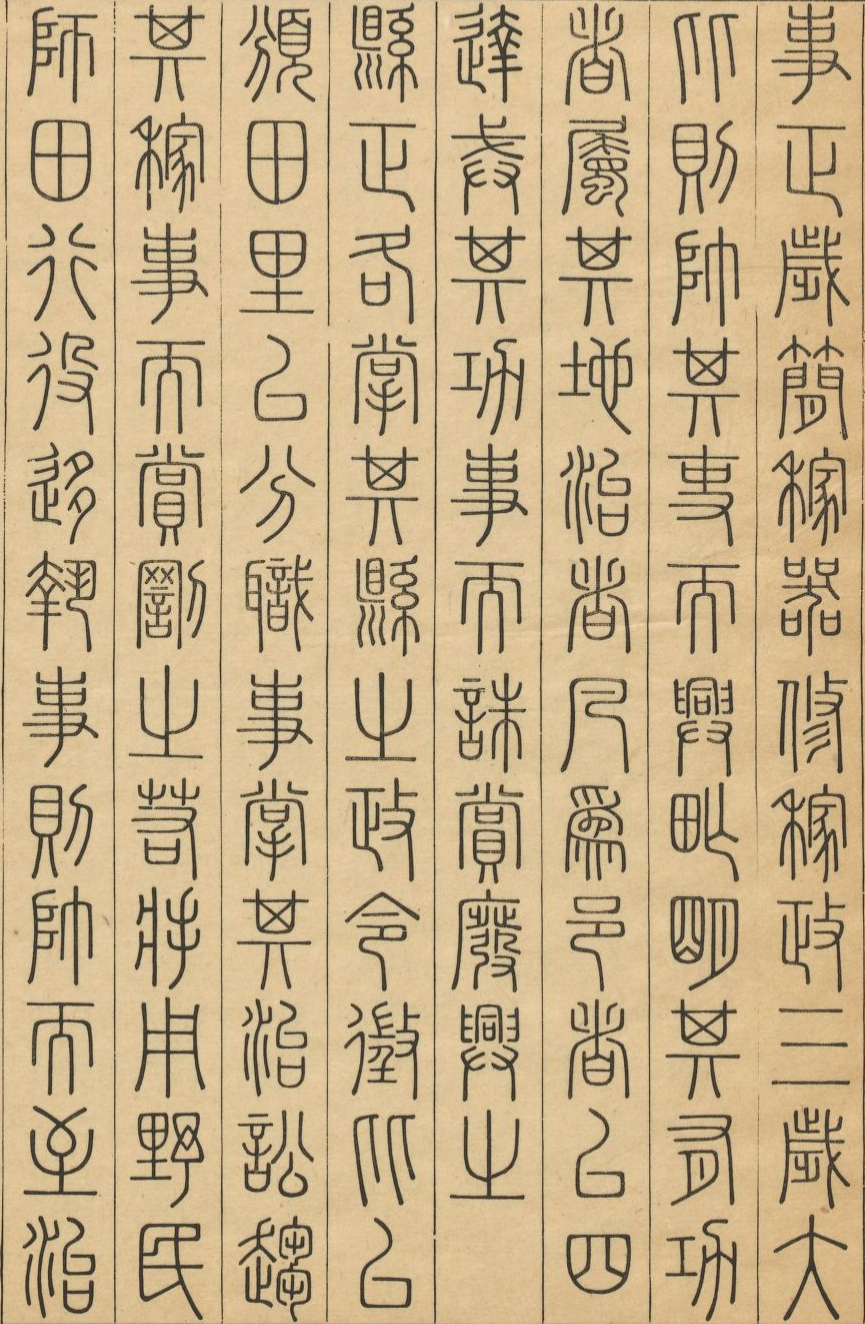 事正歲簡稼器修稼政三歲大
比則帥其吏而興甿明其有功
者屬其地治者凡爲邑者以四
達戒其功事而誅賞廢興之
縣正各掌其縣之政令徵比以
頒田里以分職事掌其治訟趨
其稼事而賞罰之若將用野民
師田行役迻執事則帥而至治